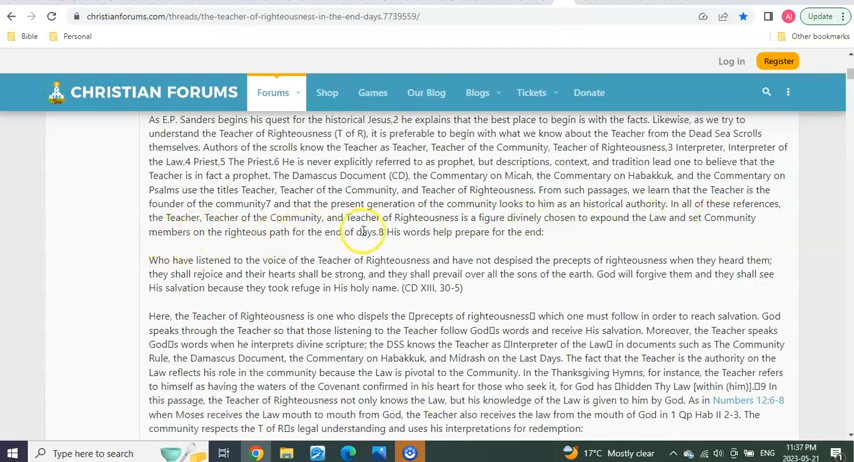 christianforums.com/threads/the-teacher-of-righteousness-in-the-end-days.7739559/
AI
Update
Bible
Personal
Other bookmarks
Log in
Register
CHRISTIAN FORUMS
Forums
Shop
Games
Our Blog
Blogs
Tickets
Donate
As E.P. Sanders begins his quest for the historical Jesus,2 he explains that the best place to begin is with the facts. Likewise, as we try to
understand the Teacher of Righteousness (T of R), it is preferable to begin with what we know about the Teacher from the Dead Sea Scrolls
themselves. Authors of the scrolls know the Teacher as Teacher, Teacher of the Community, Teacher of Righteousness,3 Interpreter, Interpreter of
the Law,4 Priest,5 The Priest.6 He is never explicitly referred to as prophet, but descriptions, context, and tradition lead one to believe that the
Teacher is in fact a prophet. The Damascus Document (CD), the Commentary on Micah, the Commentary on Habakkuk, and the Commentary on
Psalms use the titles Teacher, Teacher of the Community, and Teacher of Righteousness. From such passages, we learn that the Teacher is the
founder of the community7 and that the present generation of the community looks to him as an historical authority. In all of these references,
the Teacher, Teacher of the Community, and Teacher of Righteousness is a figure divinely chosen to expound the Law and set Community
members on the righteous path for the end of days.8 His words help prepare for the end:
Who have listened to the voice of the Teacher of Righteousness and have not despised the precepts of righteousness when they heard them;
they shall rejoice and their hearts shall be strong, and they shall prevail over all the sons of the earth. God will forgive them and they shall see
His salvation because they took refuge in His holy name. (CD XIII, 30-5)
Here, the Teacher of Righteousness is one who dispels the □precepts of righteousness□ which one must follow in order to reach salvation. God
speaks through the Teacher so that those listening to the Teacher follow God□s words and receive His salvation. Moreover, the Teacher speaks
God□s words when he interprets divine scripture; the DSS knows the Teacher as □Interpreter of the Law□ in documents such as The Community
Rule, the Damascus Document, the Commentary on Habakkuk, and Midrash on the Last Days. The fact that the Teacher is the authority on the
Law reflects his role in the community because the Law is pivotal to the Community. In the Thanksgiving Hymns, for instance, the Teacher refers
to himself as having the waters of the Covenant confirmed in his heart for those who seek it, for God has □hidden Thy Law [within (him)].□9 In
this passage, the Teacher of Righteousness not only knows the Law, but his knowledge of the Law is given to him by God. As in Numbers 12:6-8
when Moses receives the Law mouth to mouth from God, the Teacher also receives the law from the mouth of God in 1 Qp Hab II 2-3. The
community respects the T of R□s legal understanding and uses his interpretations for redemption:
Type here to search
17°C Mostly clear
ENG
11:37 PM
2023-05-21